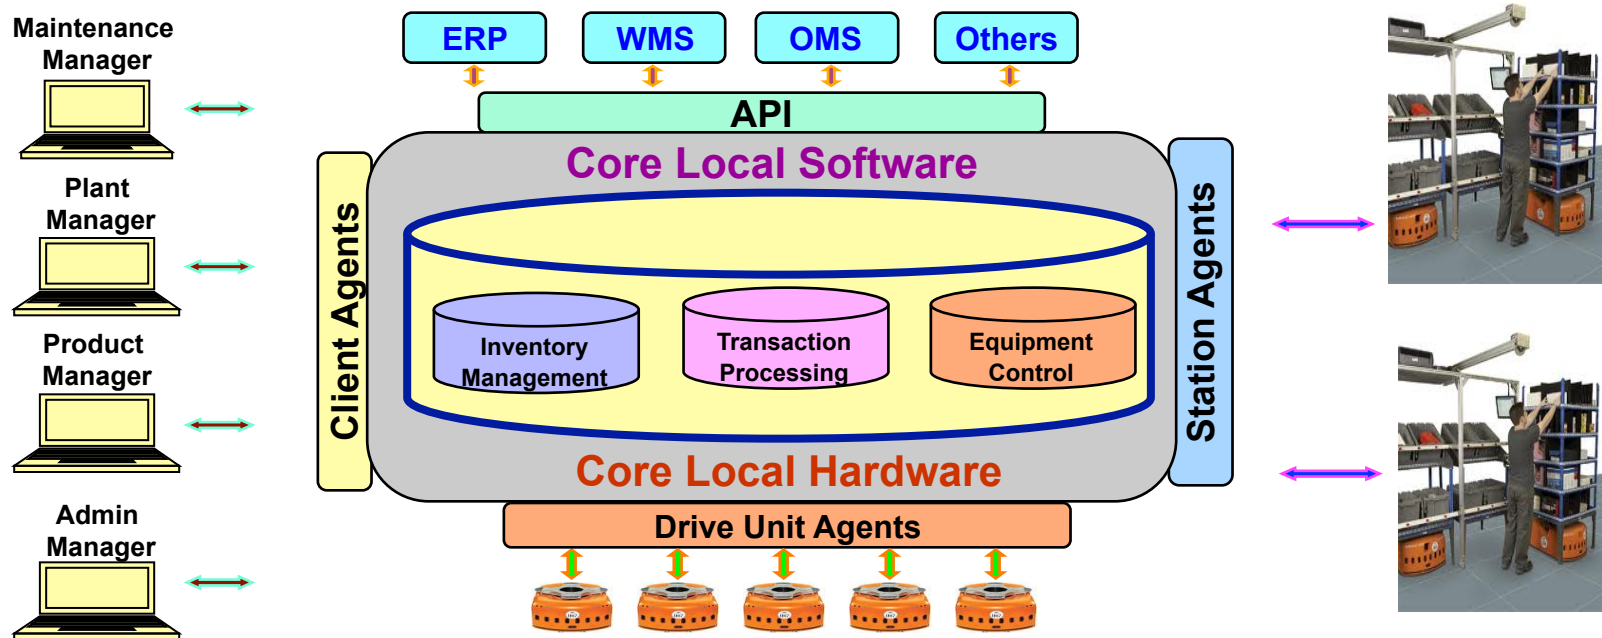 Maintenance
Manager
Plant
Manager
Product
Manager
Admin
Manager
ERP
WMS
OMS
Others
API
Core Local Software
Client Agents
Inventory
Management
Transaction
Processing
Equipment
Control
Station Agents
Core Local Hardware
Drive Unit Agents